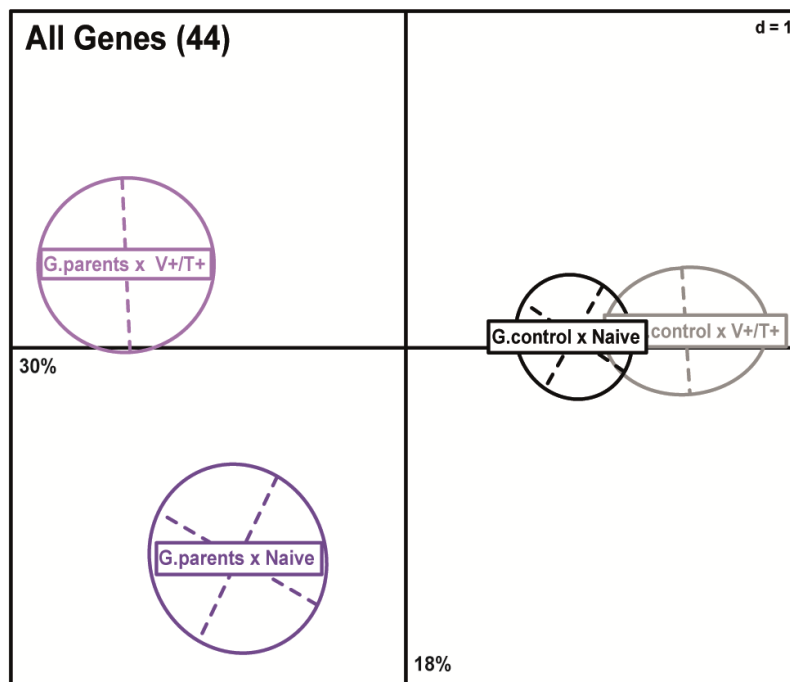 All Genes (44)
d = 1
G.parents x V+/T+
G.control x Naive
control x V+/T+
30%
G.parents x Naive
18%